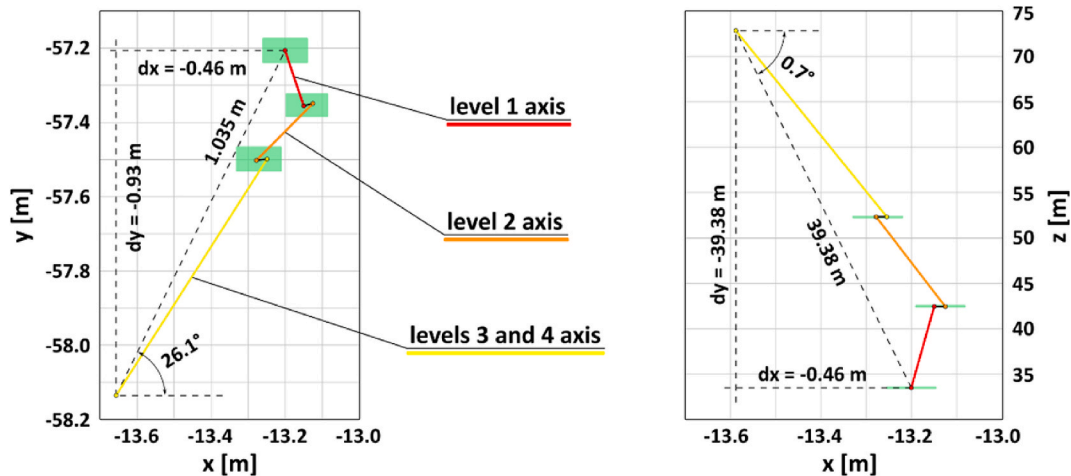 -57.2
-57.4
-57.6
-57.8
-58.0
-58.2
y [m]
-13.6
-13.4
-13.2
-13.0
x [m]
dx = -0.46 m
1.035 m
dy = -0.93 m
26.1°
level 1 axis
level 2 axis
levels 3 and 4 axis
75
70
65
60
55
50
45
40
35
z [m]
0.7°
39.38 m
dy = -39.38 m
dx = -0.46 m
-13.6
-13.4
-13.2
-13.0
x [m]